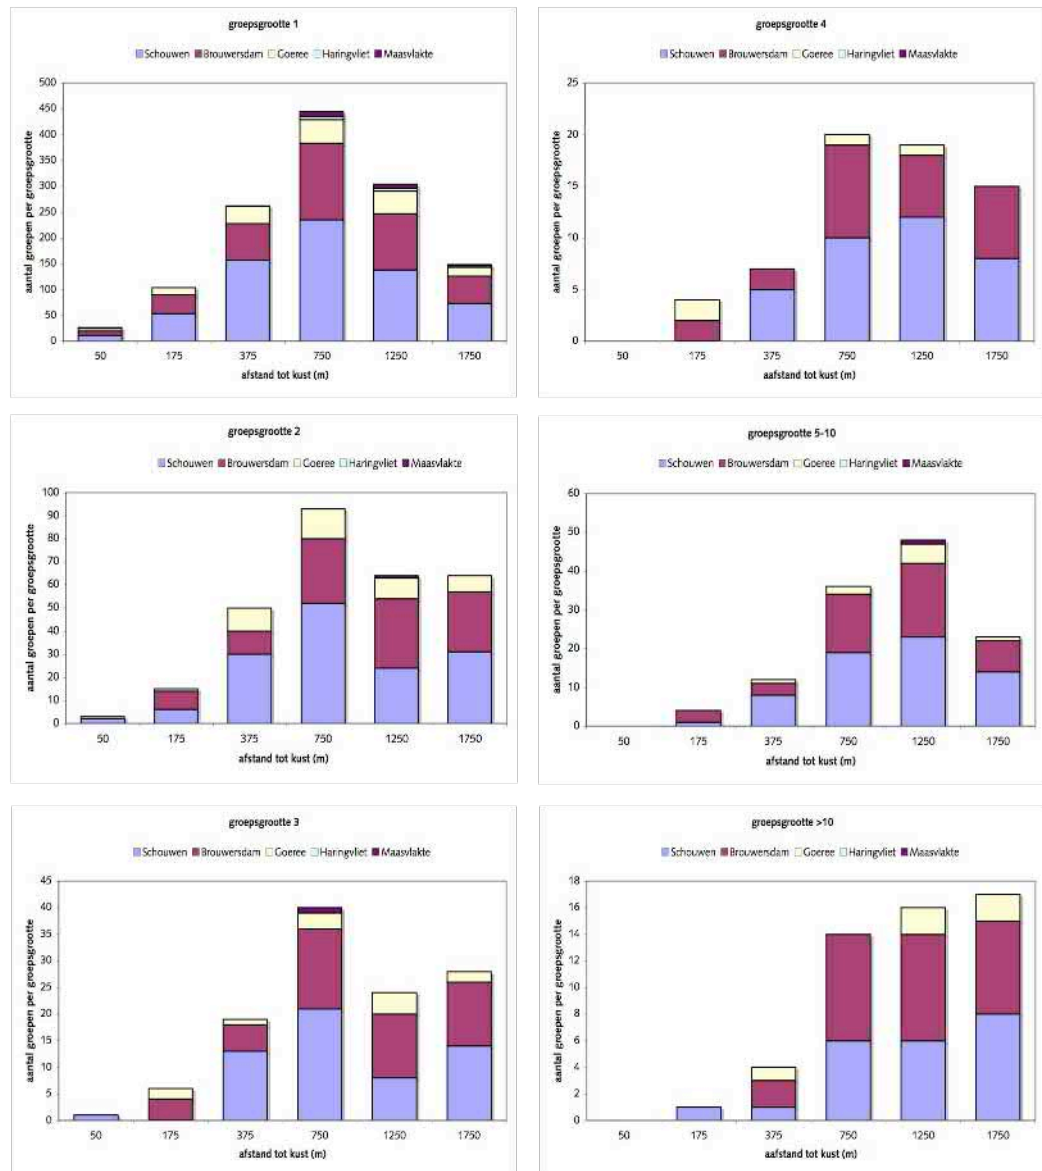 groepsgrootte 1
Schouwen Brouwersdam Goeree Haringvliet Maasvlakte
aantal groepen per groepsgrootte
500
450
400
350
300
250
200
150
100
50
0
50 175 375 750 1250 1750
afstand tot kust (m)
groepsgrootte 4
Schouwen Brouwersdam Goeree Haringvliet Maasvlakte
aantal groepen per groepsgrootte
25
20
15
10
5
0
50 175 375 750 1250 1750
aafstand tot kust (m)
groepsgrootte 2
Schouwen Brouwersdam Goeree Haringvliet Maasvlakte
aantal groepen per groepsgrootte
100
90
80
70
60
50
40
30
20
10
0
50 175 375 750 1250 1750
afstand tot kust (m)
groepsgrootte 5-10
Schouwen Brouwersdam Goeree Haringvliet Maasvlakte
aantal groepen per groepsgrootte
60
50
40
30
20
10
0
50 175 375 750 1250 1750
afstand tot kust (m)
groepsgrootte 3
Schouwen Brouwersdam Goeree Haringvliet Maasvlakte
aantal groepen per groepsgrootte
45
40
35
30
25
20
15
10
5
0
50 175 375 750 1250 1750
afstand tot kust (m)
groepsgrootte >10
Schouwen Brouwersdam Goeree Haringvliet Maasvlakte
aantal groepen per groepsgrootte
18
16
14
12
10
8
6
4
2
0
50 175 375 750 1250 1750
aafstand tot kust (m)